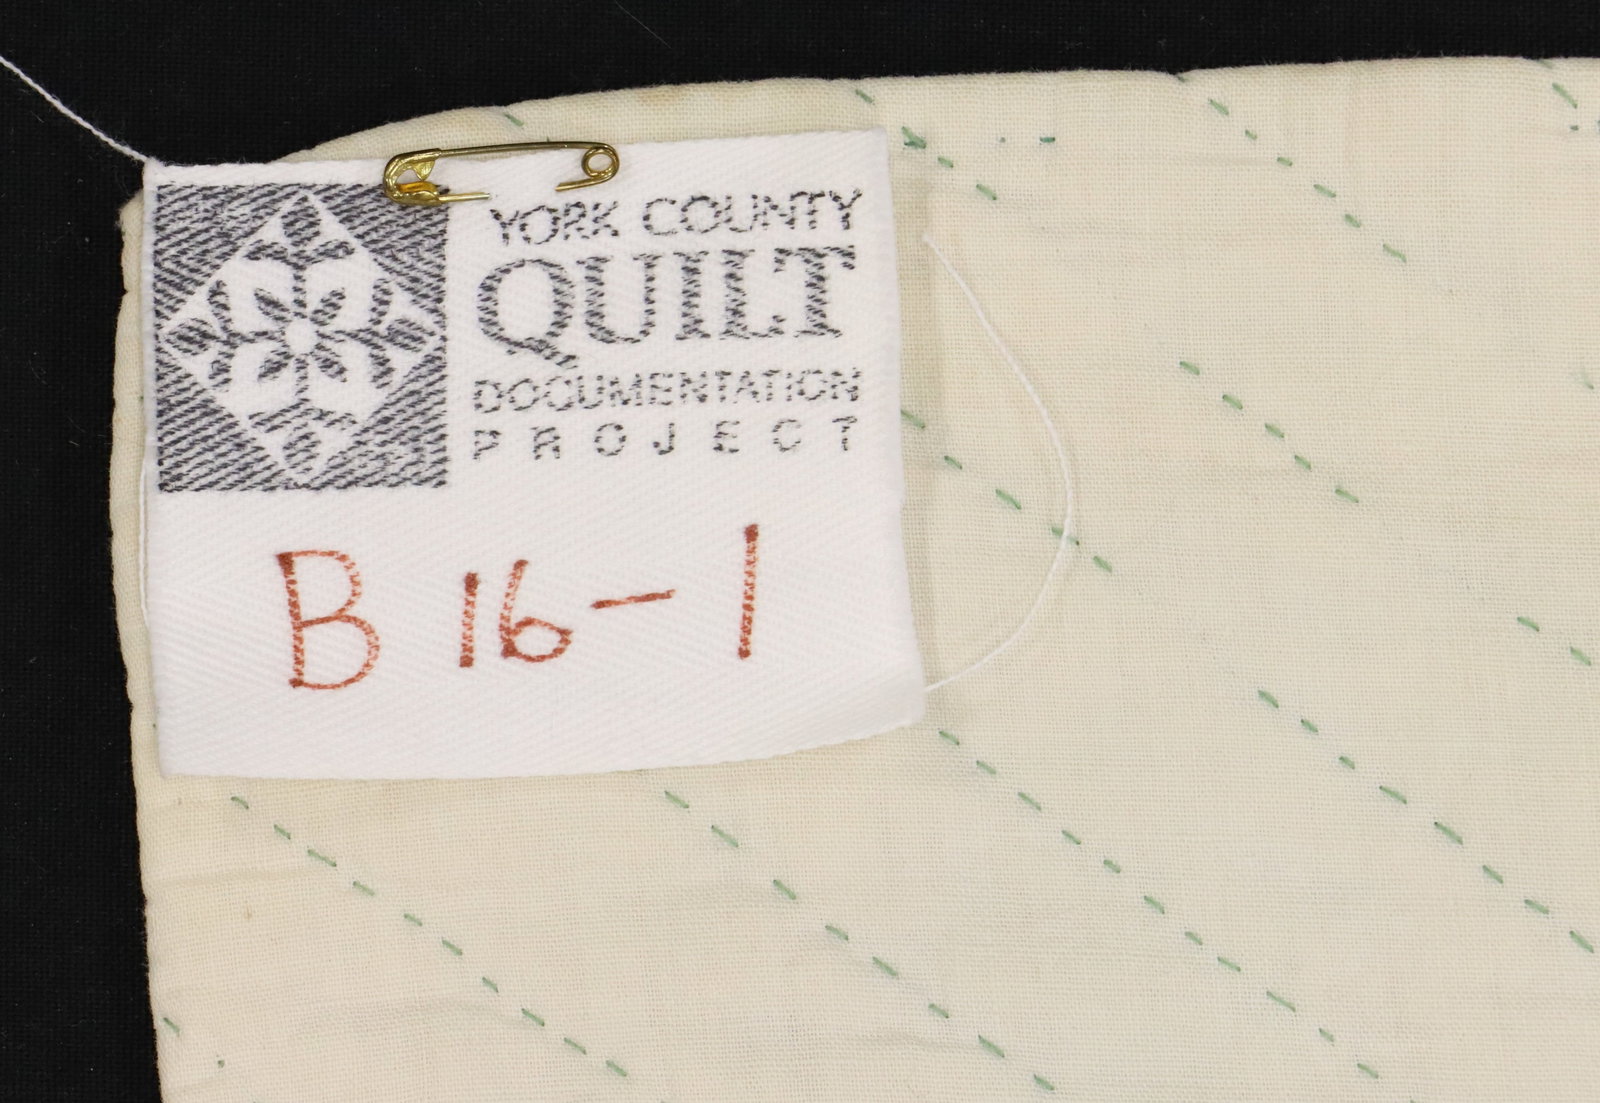 YORK COUNTY
QUILT
DOCUMENTATION
PROJECT
B 16-1